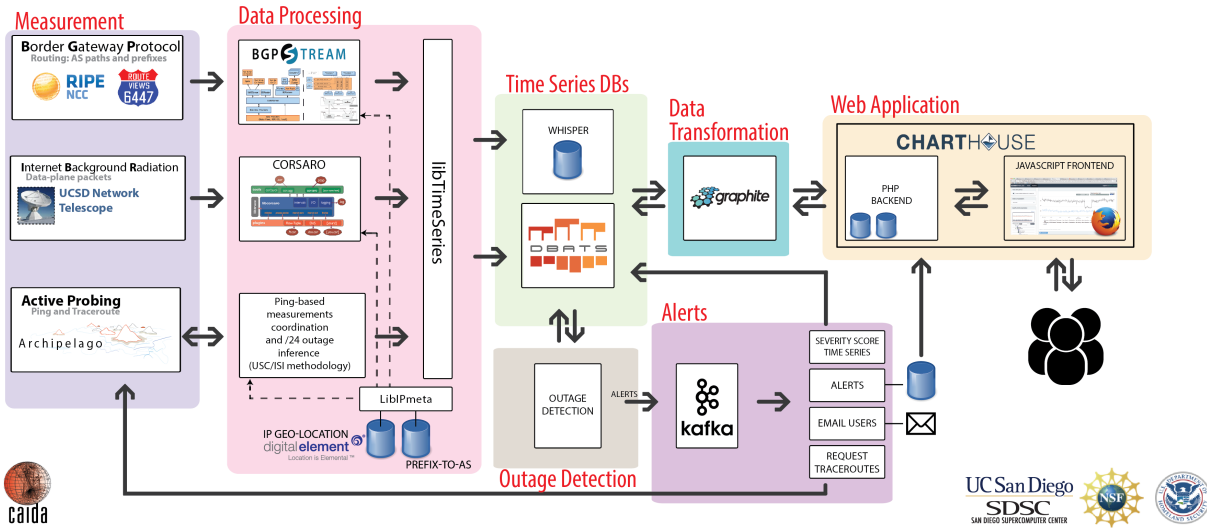 Measurement
Border Gateway Protocol
Routing: AS paths and prefixes
RIPE
NCC
ROUTE
VIEWS
6447
Internet Background Radiation
Data-plane packets
UCSD Network
Telescope
Active Probing
Ping and Traceroute
Archipelago
Data Processing
BGPSTREAM
CORSARO
Ping-based
measurements
coordination
and /24 outage
inference
(USC/ISI methodology)
libTimeSeries
LibIPmeta
IP GEO-LOCATION
digitalelement
Location is Elemental ™
PREFIX-TO-AS
Time Series DBs
WHISPER
DBATS
Data
Transformation
graphite
Web Application
CHARTHOUSE
PHP
BACKEND
JAVASCRIPT FRONTEND
OUTAGE
DETECTION
Outage Detection
ALERTS
Alerts
kafka
SEVERITY SCORE
TIME SERIES
ALERTS
EMAIL USERS
REQUEST
TRACEROUTES
caida
UC San Diego
SDSC
SAN DIEGO SUPERCOMPUTER CENTER
NSF